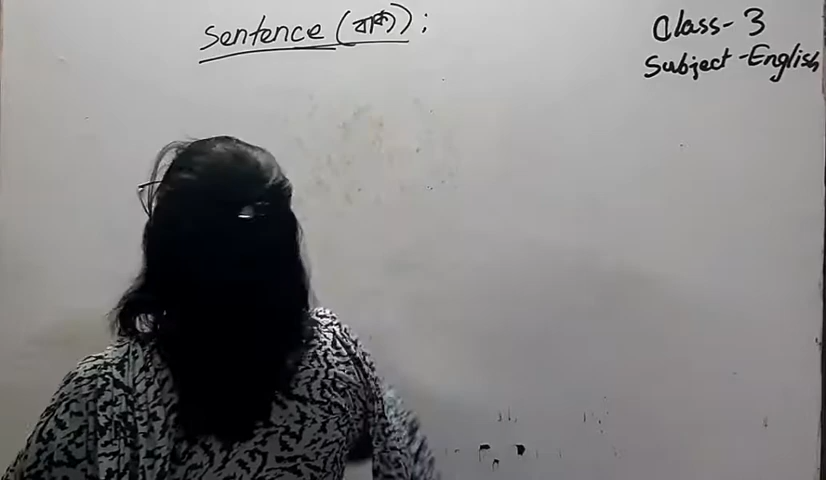 Sentence (বাক্য) :
Class- 3
Subject-English